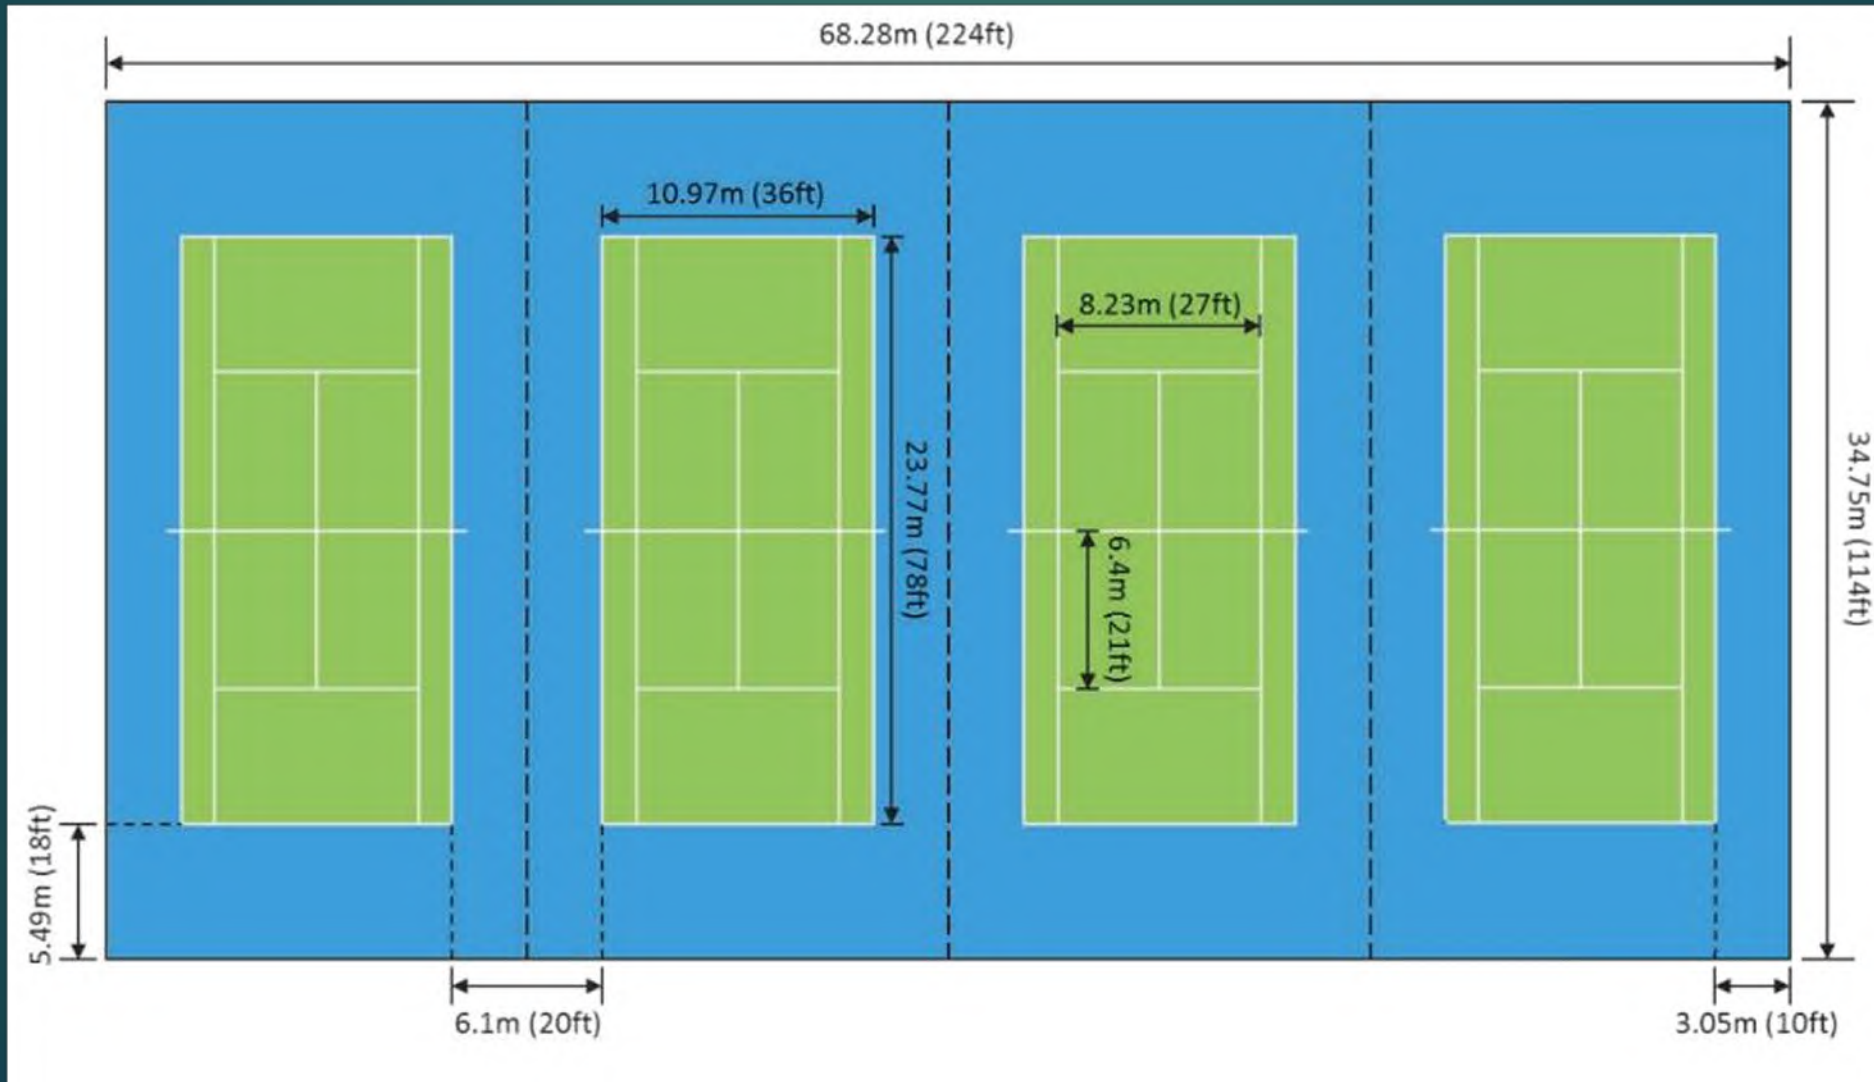 68.28m (224ft)
10.97m (36ft)
8.23m (27ft)
23.77m (78ft)
6.4m (21ft)
34.75m (114ft)
5.49m (18ft)
6.1m (20ft)
3.05m (10ft)